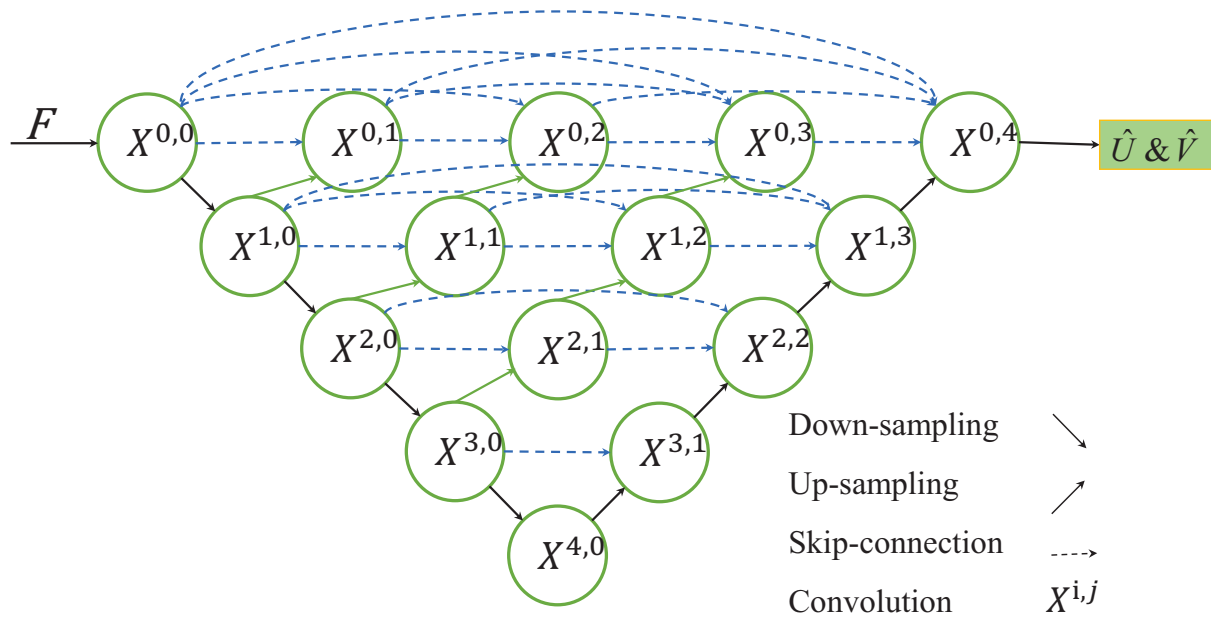 F
X^{0,0} X^{0,1} X^{0,2} X^{0,3} X^{0,4} Û & V̂
X^{1,0} X^{1,1} X^{1,2} X^{1,3}
X^{2,0} X^{2,1} X^{2,2}
X^{3,0} X^{3,1}
X^{4,0}
Down-sampling
Up-sampling
Skip-connection
Convolution X^{i,j}